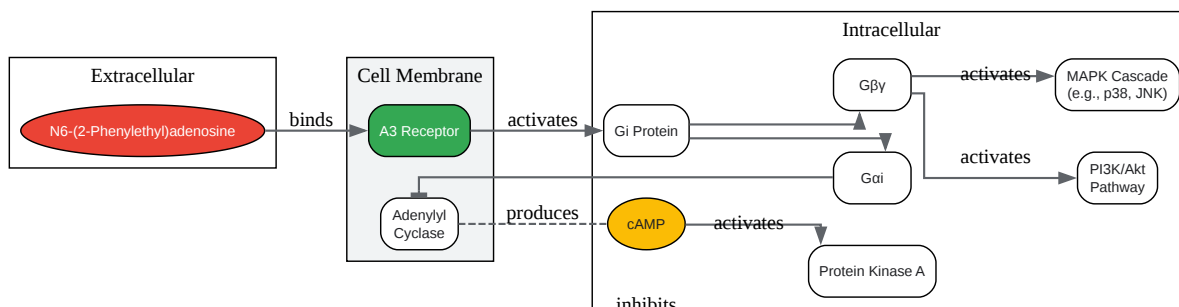 Intracellular
Extracellular
Cell Membrane
N6-(2-Phenylethyl)adenosine
binds
A3 Receptor
activates
Gi Protein
Gβγ
activates
MAPK Cascade
(e.g., p38, JNK)
Gαi
activates
PI3K/Akt
Pathway
Adenylyl
Cyclase
produces
cAMP
activates
Protein Kinase A
inhibits